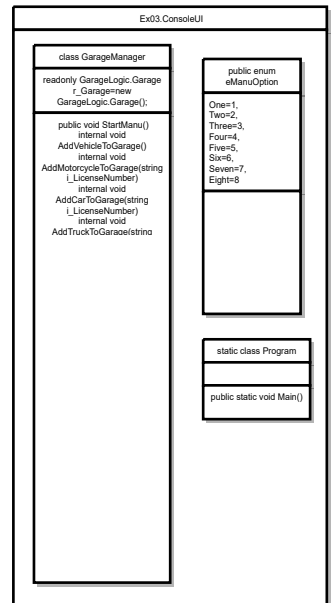 Ex03.ConsoleUI
class GarageManager
readonly GarageLogic.Garage
r_Garage=new
GarageLogic.Garage();
public void StartManu()
internal void
AddVehicleToGarage()
internal void
AddMotorcycleToGarage(string
i_LicenseNumber)
internal void
AddCarToGarage(string
i_LicenseNumber)
internal void
AddTruckToGarage(string
public enum
eManuOption
One=1,
Two=2,
Three=3,
Four=4,
Five=5,
Six=6,
Seven=7,
Eight=8
static class Program
public static void Main()